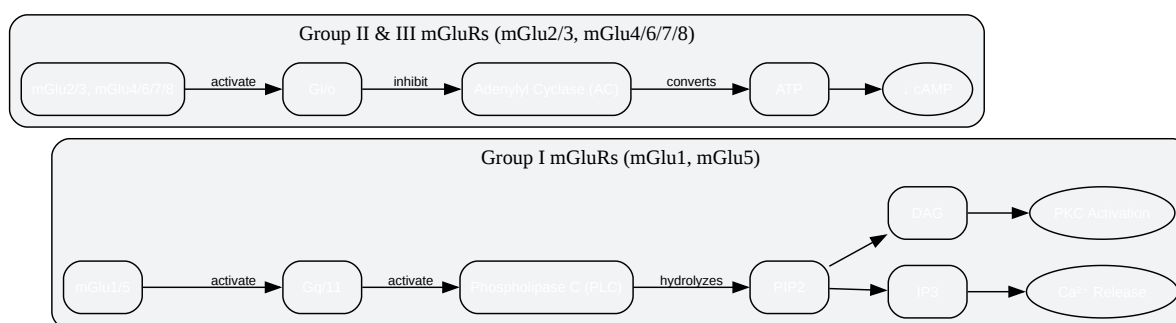 Group II & III mGluRs (mGlu2/3, mGlu4/6/7/8)
mGlu2/3, mGlu4/6/7/8
activate
Gi/o
inhibit
Adenylyl Cyclase (AC)
converts
ATP
↓ cAMP
Group I mGluRs (mGlu1, mGlu5)
DAG
PKC Activation
mGlu1/5
activate
Gq/11
activate
Phospholipase C (PLC)
hydrolyzes
PIP2
IP3
Ca²⁺ Release